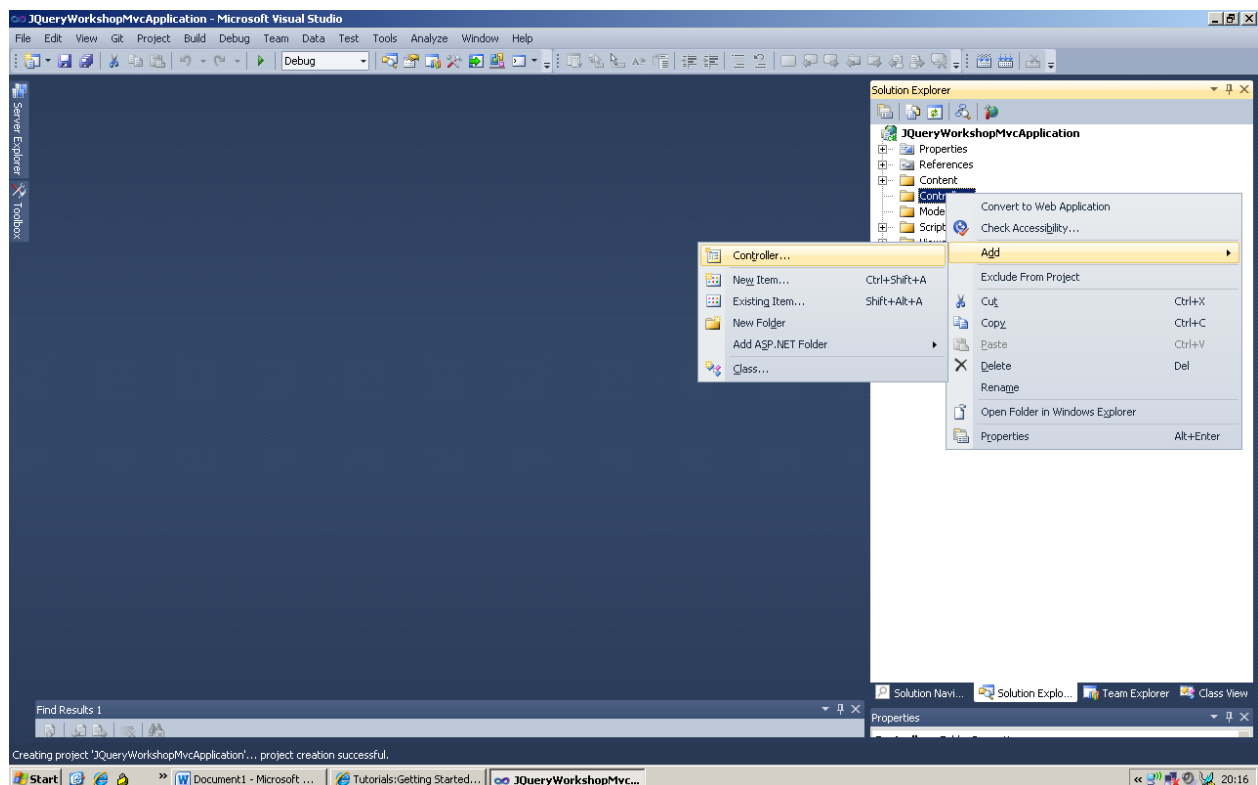 JQueryWorkshopMvcApplication - Microsoft Visual Studio
File Edit View Git Project Build Debug Team Data Test Tools Analyze Window Help
Debug
Server Explorer
Toolbox
Solution Explorer
JQueryWorkshopMvcApplication
Properties
References
Content
Contr
Mode
Script
Convert to Web Application
Check Accessibility...
Add
Exclude From Project
Cut Ctrl+X
Copy Ctrl+C
Paste Ctrl+V
Delete Del
Rename
Open Folder in Windows Explorer
Properties Alt+Enter
Controller...
New Item... Ctrl+Shift+A
Existing Item... Shift+Alt+A
New Folder
Add ASP.NET Folder
Class...
Solution Navi... Solution Explo... Team Explorer Class View
Find Results 1
Properties
Creating project 'JQueryWorkshopMvcApplication'... project creation successful.
Start » Document1 - Microsoft ... Tutorials:Getting Started... JQueryWorkshopMvc... « 20:16